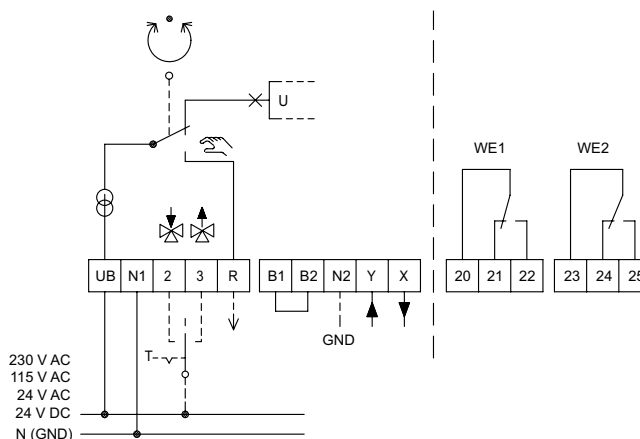 U
WE1 WE2
UB N1 2 3 R B1 B2 N2 Y X 20 21 22 23 24 25
GND
T
230 V AC
115 V AC
24 V AC
24 V DC
N (GND)